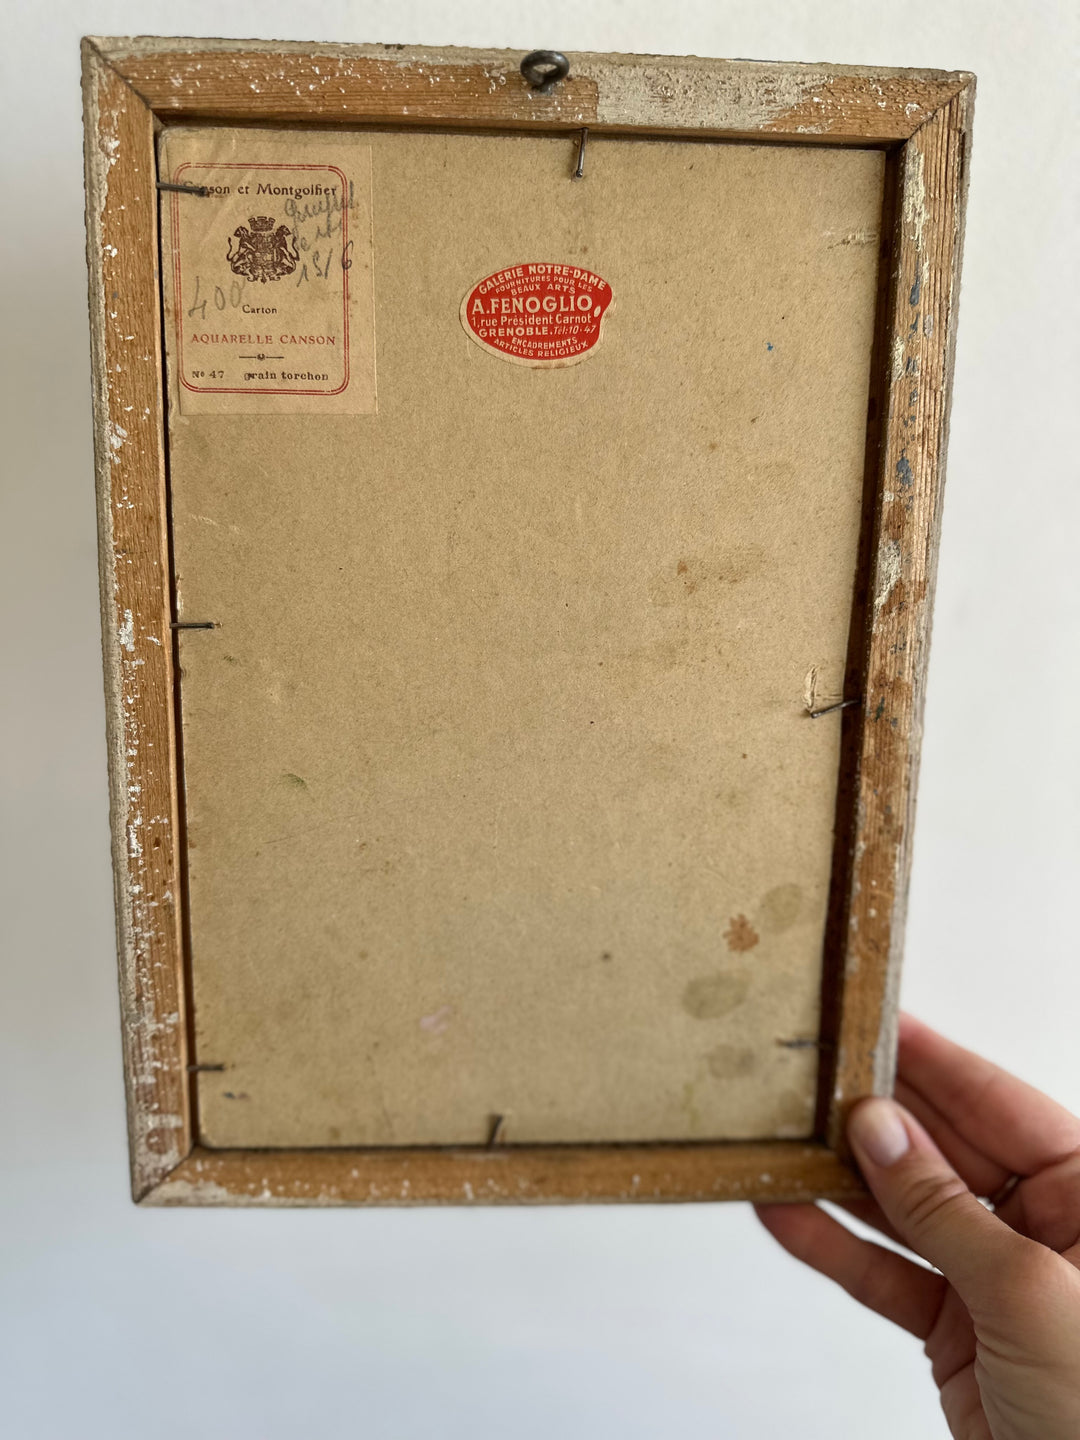 Canson et Montgolfier
400
Carton
AQUARELLE CANSON
Nº 47 grain torchon
GALERIE NOTRE-DAME
FOURNITURES POUR LES
BEAUX ARTS
A.FENOGLIO
1, rue Président Carnot
GRENOBLE. Tél: 10-47
ENCADREMENTS
ARTICLES RELIGIEUX